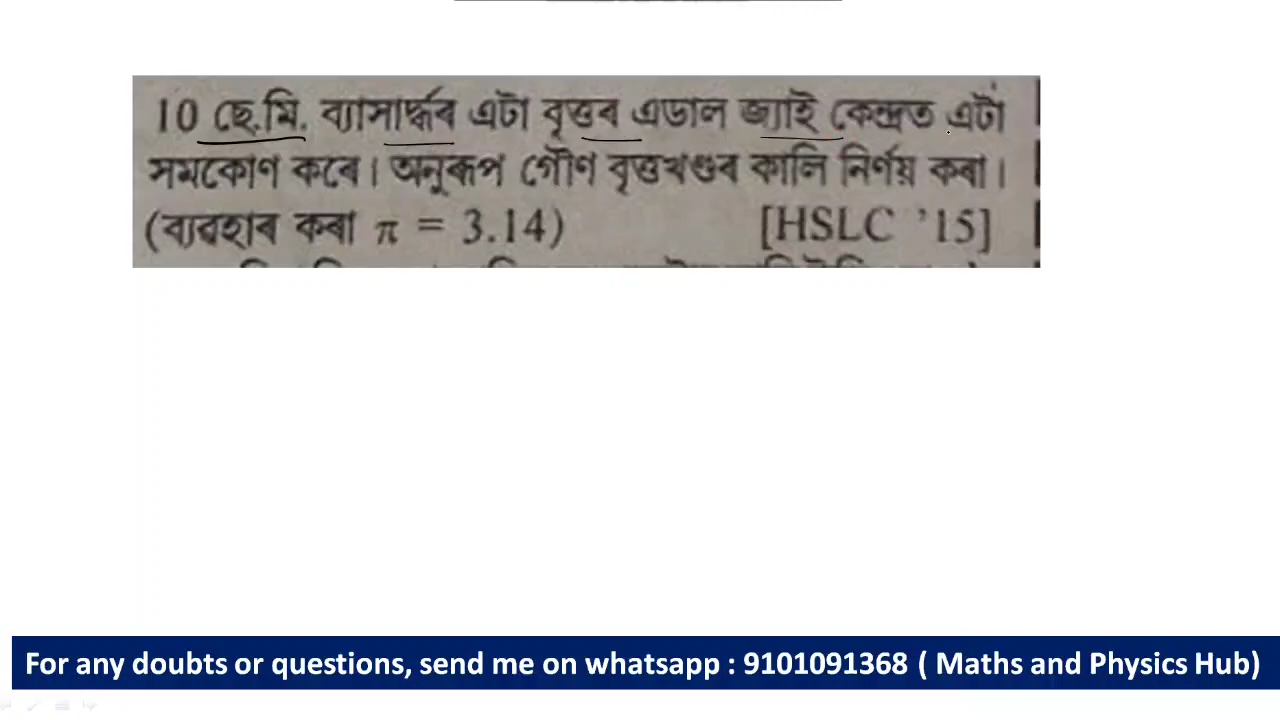 10 ছে.মি. ব্যাসাৰ্দ্ধৰ এটা বৃত্তৰ এডাল জ্যাই কেন্দ্ৰত এটা
সমকোণ কৰে। অনুৰূপ গৌণ বৃত্তখণ্ডৰ কালি নিৰ্ণয় কৰা।
(ব্যৱহাৰ কৰা π = 3.14) [HSLC ’15]
For any doubts or questions, send me on whatsapp : 9101091368 ( Maths and Physics Hub)